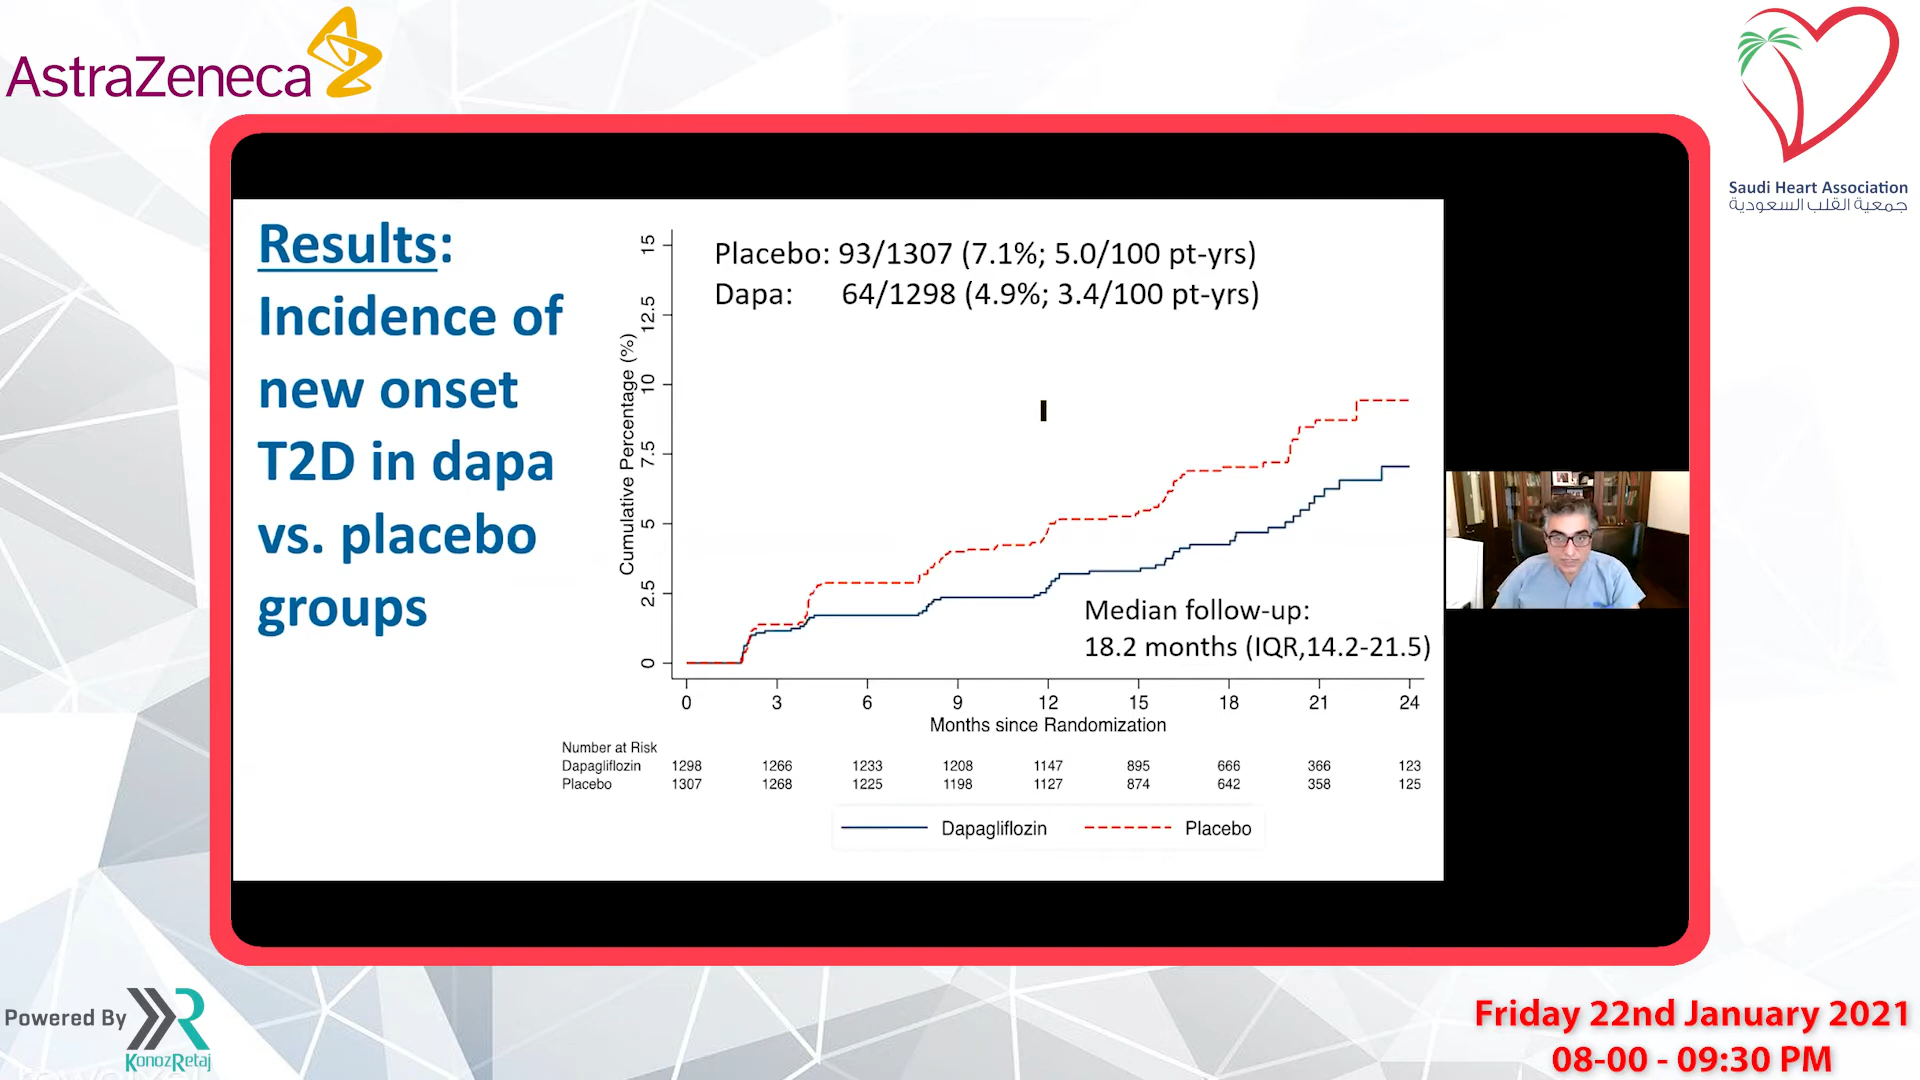 AstraZeneca
Saudi Heart Association
جمعية القلب السعودية
Results:
Incidence of
new onset
T2D in dapa
vs. placebo
groups
Placebo: 93/1307 (7.1%; 5.0/100 pt-yrs)
Dapa: 64/1298 (4.9%; 3.4/100 pt-yrs)
Cumulative Percentage (%)
15
12.5
10
7.5
5
2.5
0
Median follow-up:
18.2 months (IQR,14.2-21.5)
0 3 6 9 12 15 18 21 24
Months since Randomization
Number at Risk
Dapagliflozin 1298 1266 1233 1208 1147 895 666 366 123
Placebo 1307 1268 1225 1198 1127 874 642 358 125
Dapagliflozin Placebo
Powered By
KonozRetaj
Friday 22nd January 2021
08-00 - 09:30 PM